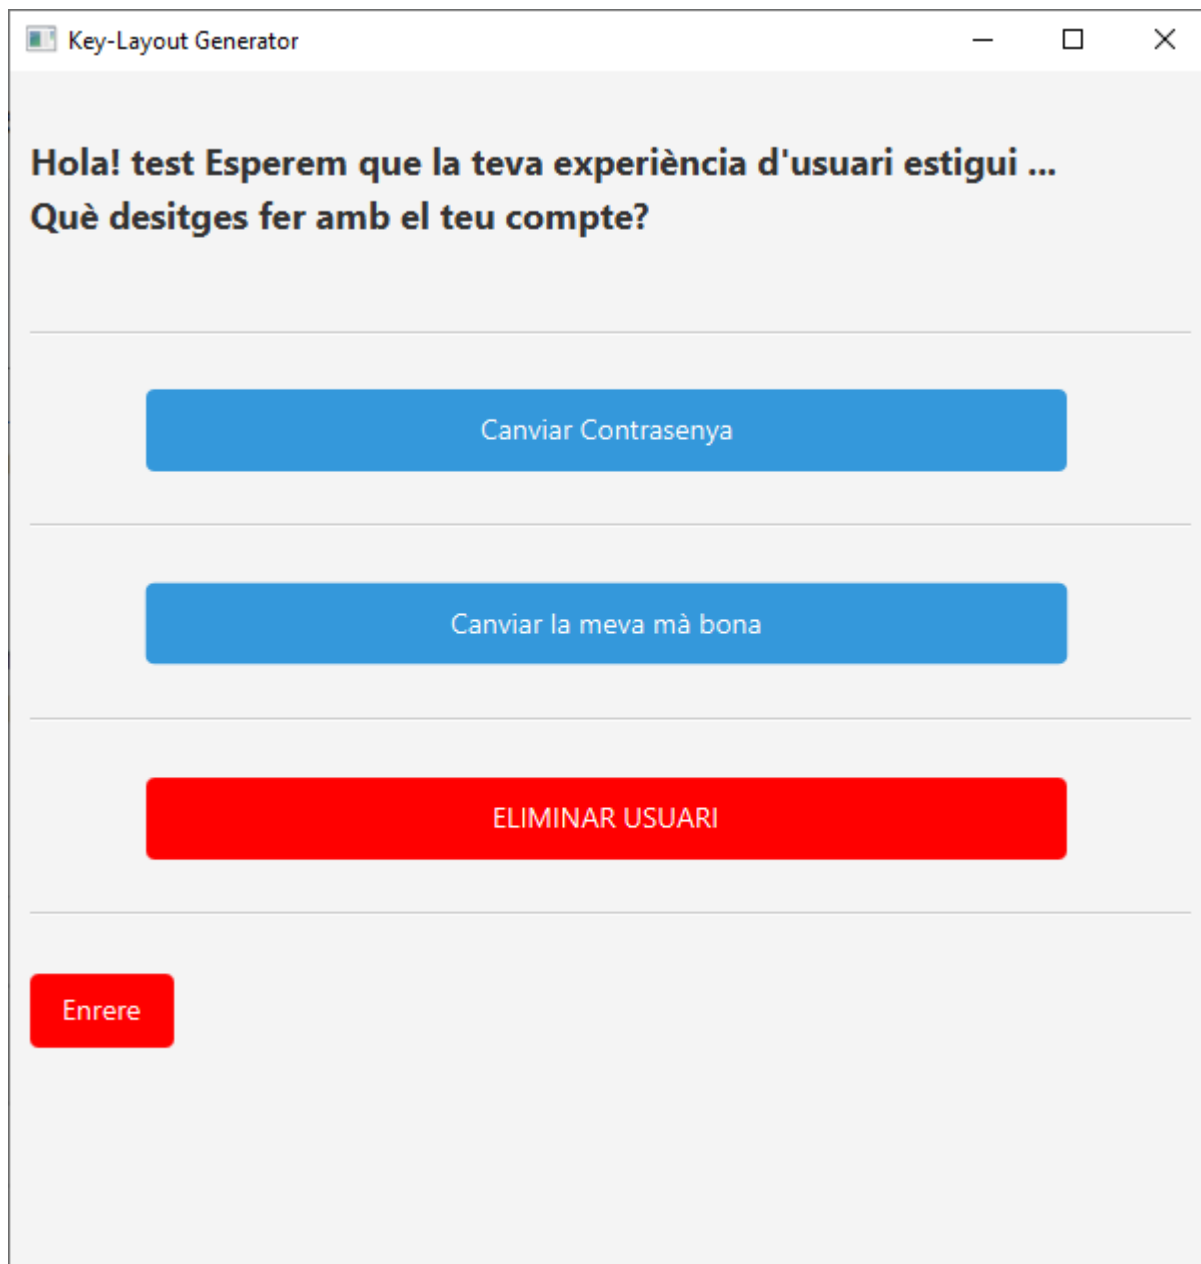 Key-Layout Generator
Hola! test Esperem que la teva experiència d'usuari estigui ...
Què desitges fer amb el teu compte?
Canviar Contrasenya
Canviar la meva mà bona
ELIMINAR USUARI
Enrere